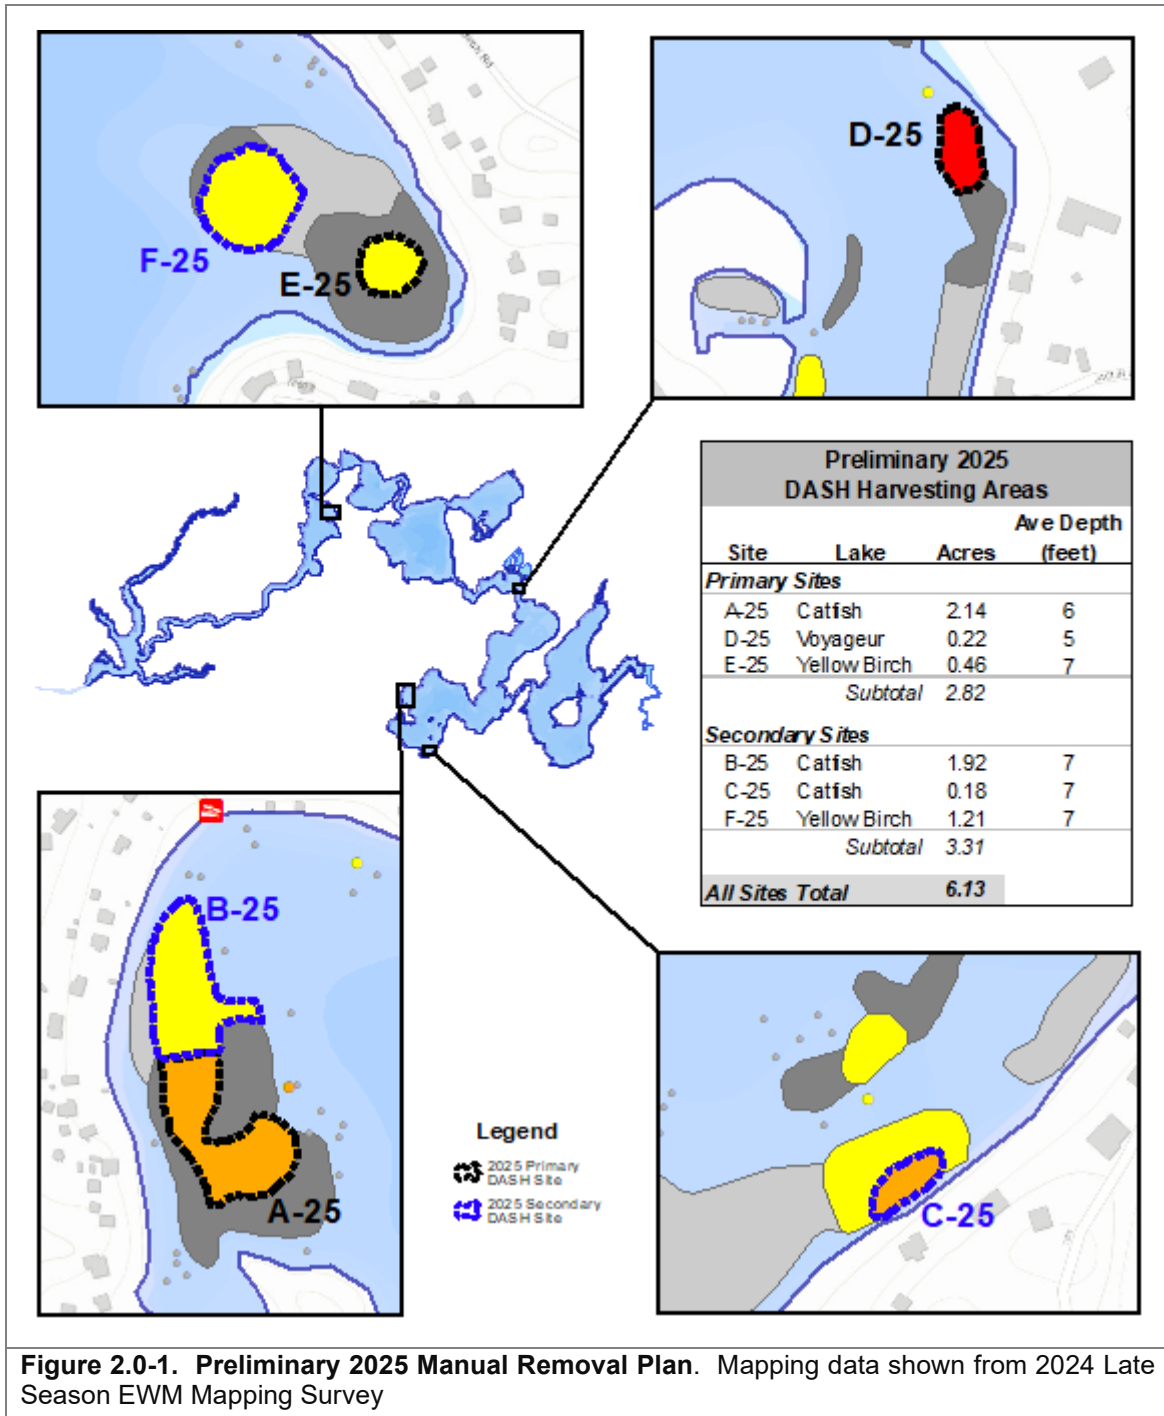 D-25
F-25
E-25
Preliminary 2025
DASH Harvesting Areas
Site Lake Acres Ave Depth (feet)
Primary Sites
A-25 Catfish 2.14 6
D-25 Voyageur 0.22 5
E-25 Yellow Birch 0.46 7
Subtotal 2.82
Secondary Sites
B-25 Catfish 1.92 7
C-25 Catfish 0.18 7
F-25 Yellow Birch 1.21 7
Subtotal 3.31
All Sites Total 6.13
B-25
A-25
Legend
2025 Primary
DASH Site
2025 Secondary
DASH Site
C-25
Figure 2.0-1. Preliminary 2025 Manual Removal Plan. Mapping data shown from 2024 Late
Season EWM Mapping Survey